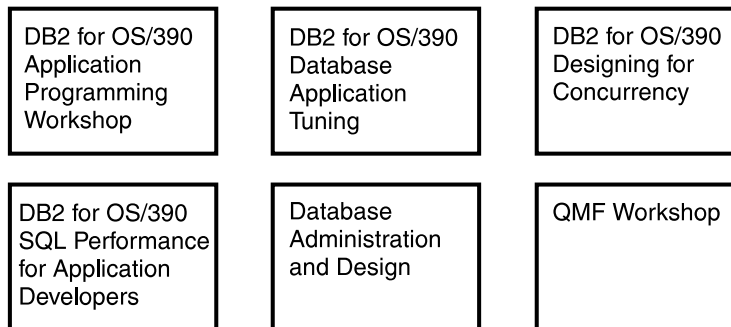 DB2 for OS/390
Application
Programming
Workshop
DB2 for OS/390
Database
Application
Tuning
DB2 for OS/390
Designing for
Concurrency
DB2 for OS/390
SQL Performance
for Application
Developers
Database
Administration
and Design
QMF Workshop